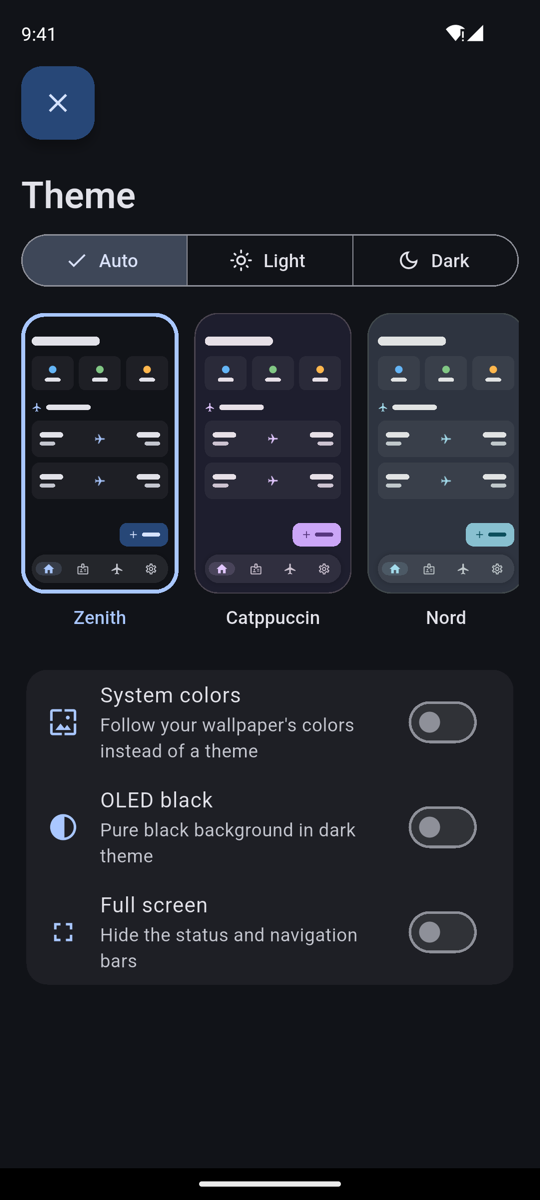 9:41
Theme
Auto
Light
Dark
Zenith
Catppuccin
Nord
System colors
Follow your wallpaper's colors
instead of a theme
OLED black
Pure black background in dark
theme
Full screen
Hide the status and navigation
bars